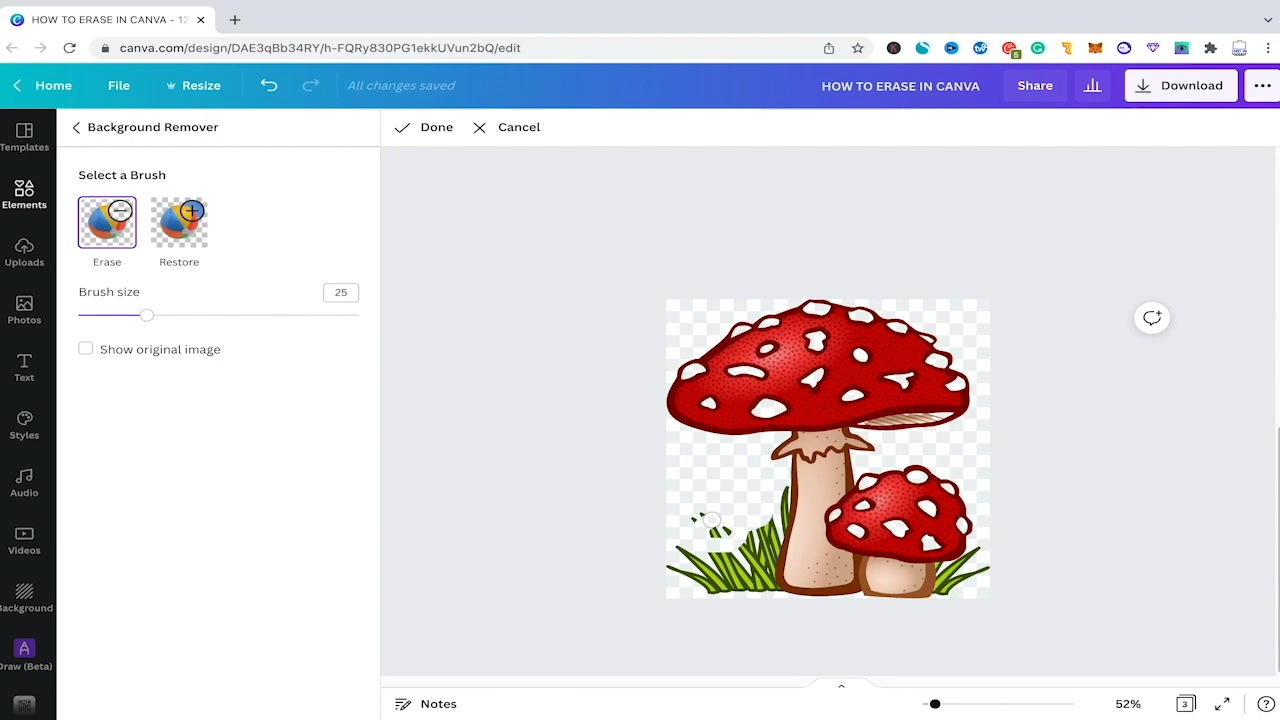 HOW TO ERASE IN CANVA - 12
canva.com/design/DAE3qBb34RY/h-FQRy830PG1ekkUVun2bQ/edit
5
Home
File
Resize
All changes saved
HOW TO ERASE IN CANVA
Share
Download
Templates
Elements
Uploads
Photos
Text
Styles
Audio
Videos
Background
Draw (Beta)
Background Remover
Done
Cancel
Select a Brush
Erase
Restore
Brush size
25
Show original image
Notes
52%
3